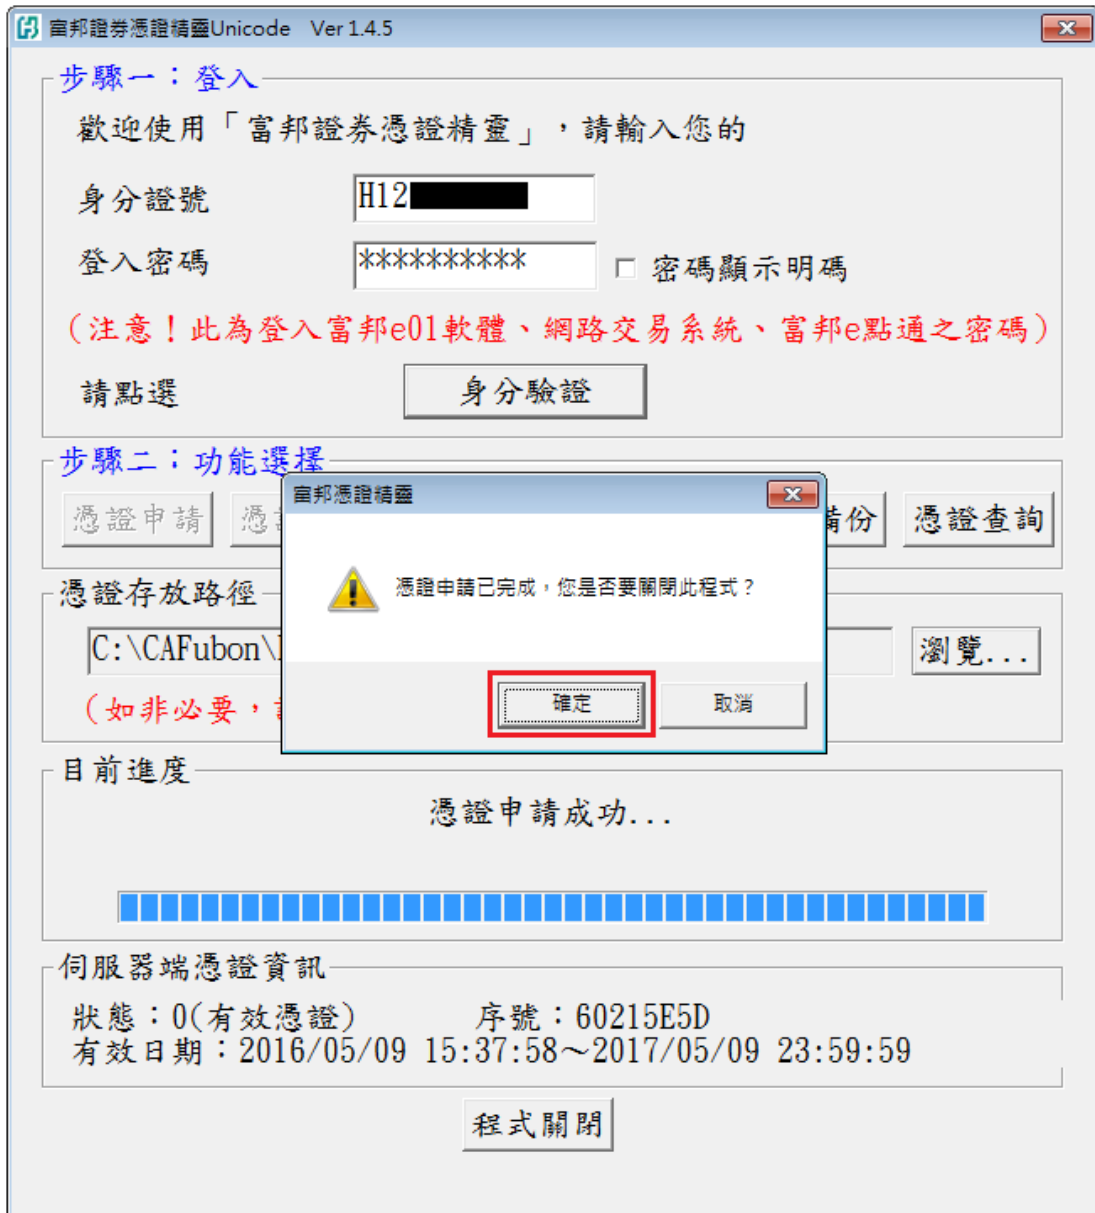 富邦證券憑證精靈Unicode Ver 1.4.5
步驟一：登入
歡迎使用「富邦證券憑證精靈」，請輸入您的
身分證號 H12
登入密碼 ********** 密碼顯示明碼
（注意！此為登入富邦e01軟體、網路交易系統、富邦e點通之密碼）
請點選 身分驗證
步驟二：功能選擇
憑證申請 憑 備份 憑證查詢
富邦憑證精靈
憑證申請已完成，您是否要關閉此程式？
確定 取消
憑證存放路徑
C:\CAFubon\ 瀏覽...
（如非必要，
目前進度
憑證申請成功...
伺服器端憑證資訊
狀態：0(有效憑證) 序號：60215E5D
有效日期：2016/05/09 15:37:58～2017/05/09 23:59:59
程式關閉